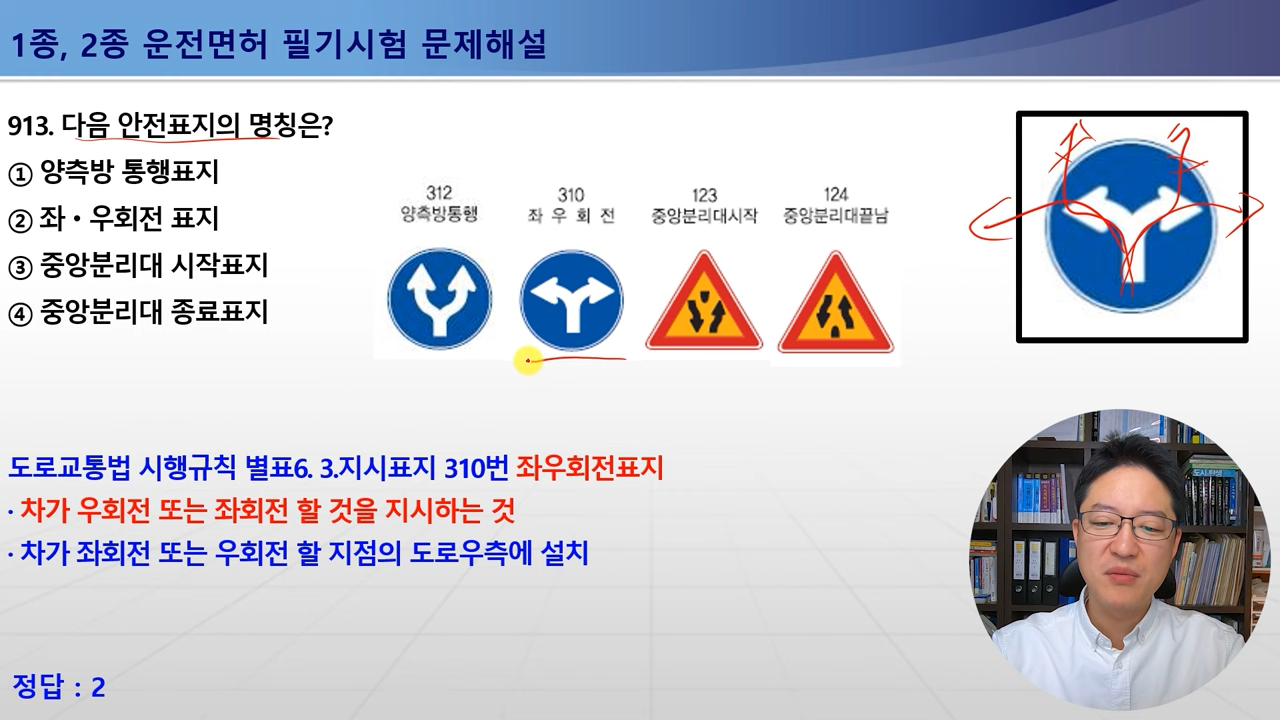 1종, 2종 운전면허 필기시험 문제해설
913. 다음 안전표지의 명칭은?
① 양측방 통행표지
② 좌・우회전 표지
③ 중앙분리대 시작표지
④ 중앙분리대 종료표지
312
양측방통행
310
좌 우 회 전
123
중앙분리대시작
124
중앙분리대끝남
도로교통법 시행규칙 별표6. 3.지시표지 310번 좌우회전표지
· 차가 우회전 또는 좌회전 할 것을 지시하는 것
· 차가 좌회전 또는 우회전 할 지점의 도로우측에 설치
정답 : 2